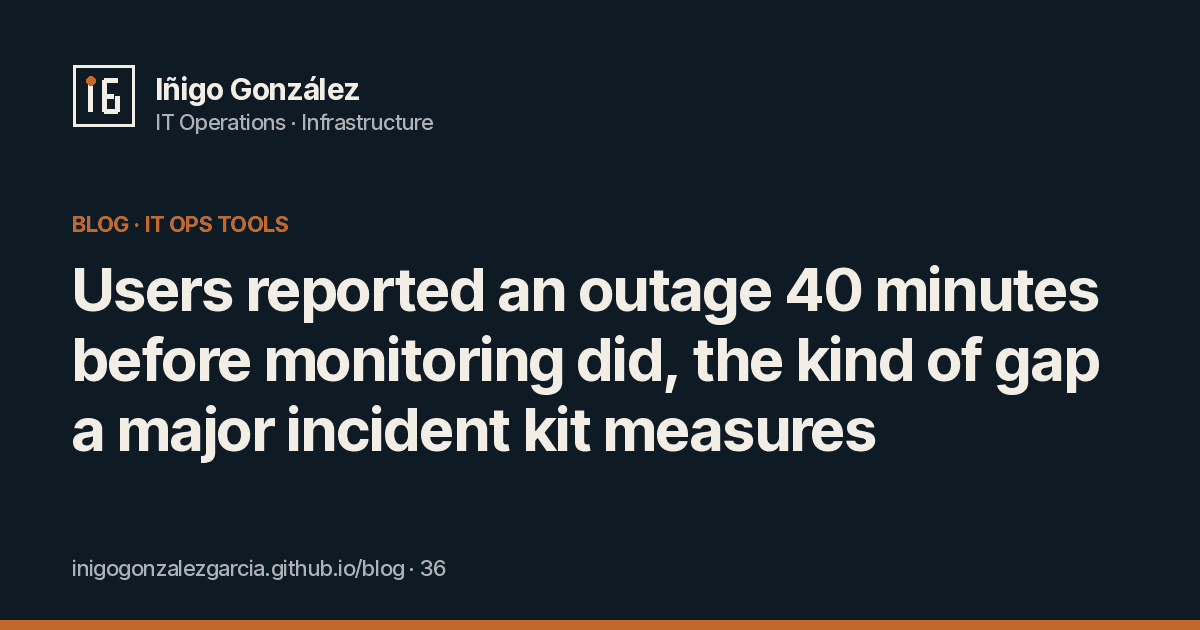 iG
Iñigo González
IT Operations · Infrastructure
BLOG · IT OPS TOOLS
Users reported an outage 40 minutes
before monitoring did, the kind of gap
a major incident kit measures
inigogonzalezgarcia.github.io/blog · 36